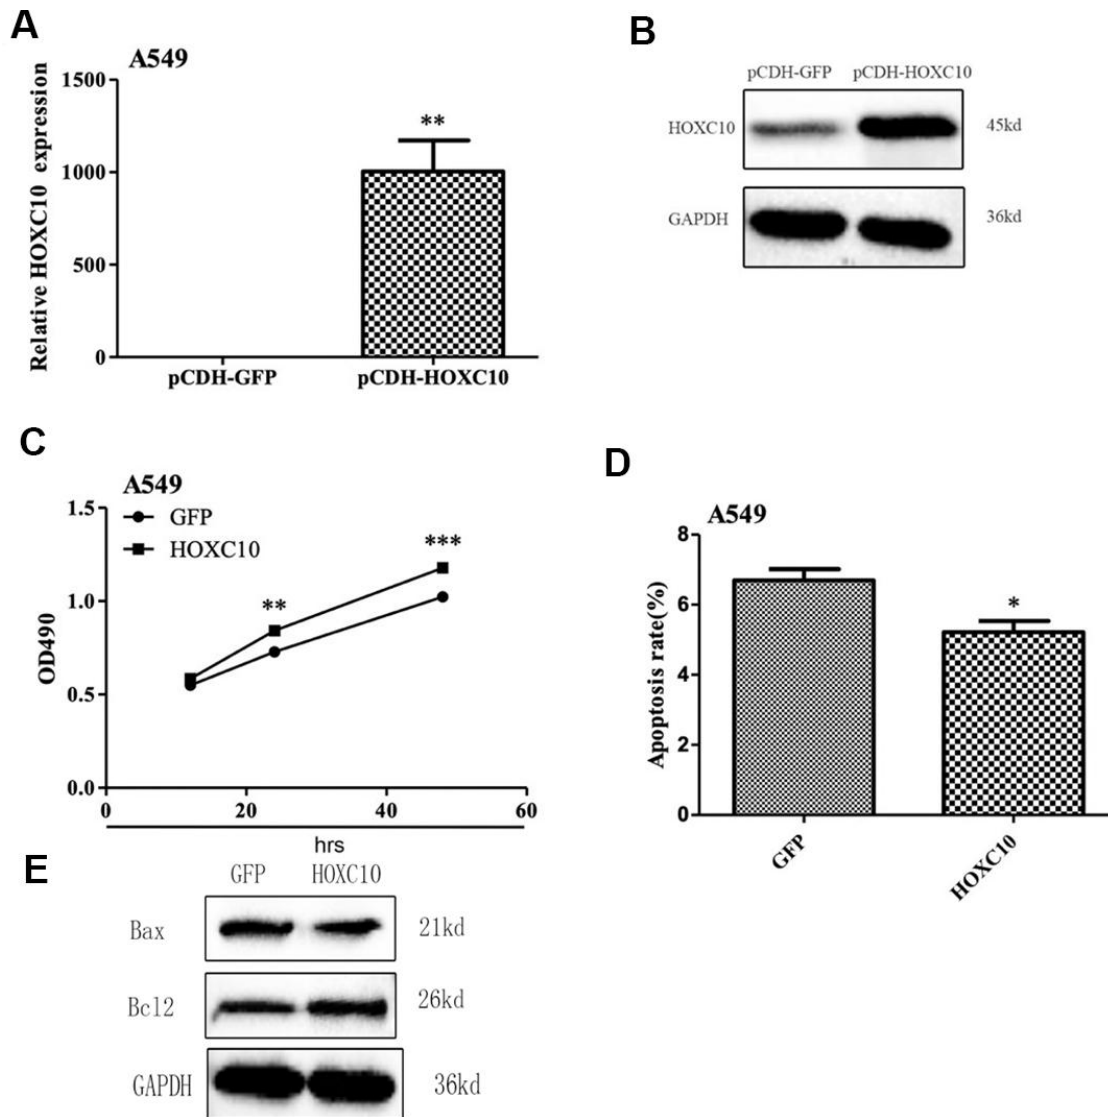 A
A549
Relative HOXC10 expression
1500
1000
500
0
**
pCDH-GFP
pCDH-HOXC10
B
pCDH-GFP pCDH-HOXC10
HOXC10 45kd
GAPDH 36kd
C
A549
GFP
HOXC10
OD490
1.5
1.0
0.5
0.0
**
***
0 20 40 60
hrs
D
A549
Apoptosis rate(%)
8
6
4
2
0
*
GFP
HOXC10
E
GFP HOXC10
Bax 21kd
Bcl2 26kd
GAPDH 36kd